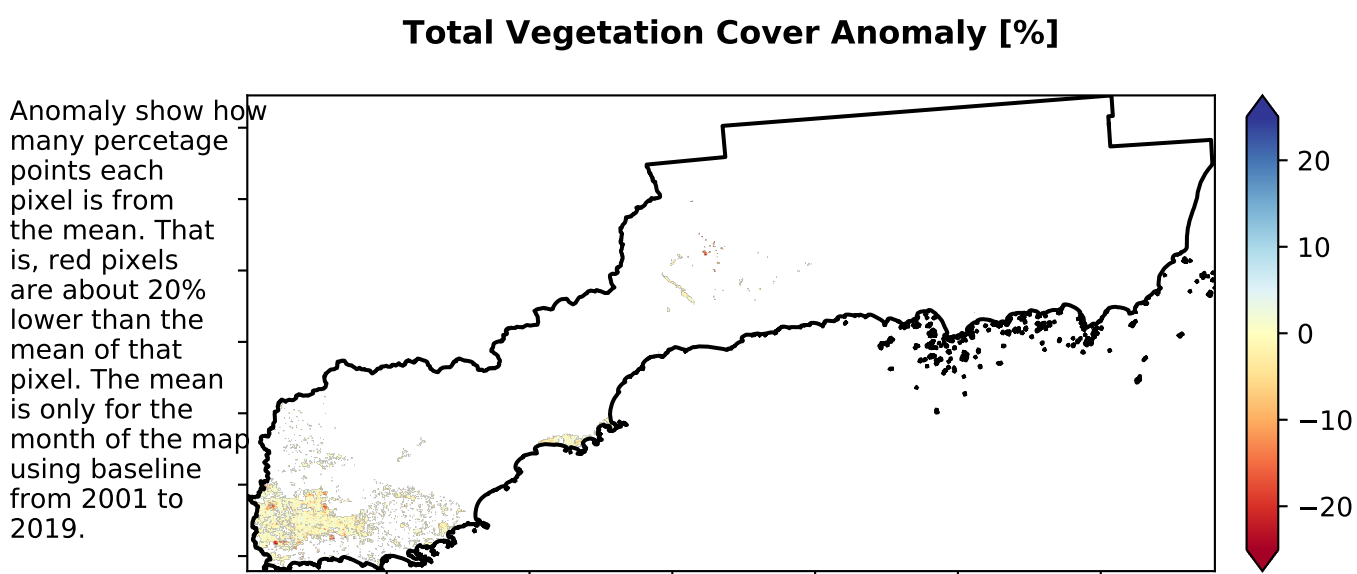 Total Vegetation Cover Anomaly [%]
Anomaly show how
many percetage
points each
pixel is from
the mean. That
is, red pixels
are about 20%
lower than the
mean of that
pixel. The mean
is only for the
month of the map
using baseline
from 2001 to
2019.
20
10
0
−10
−20